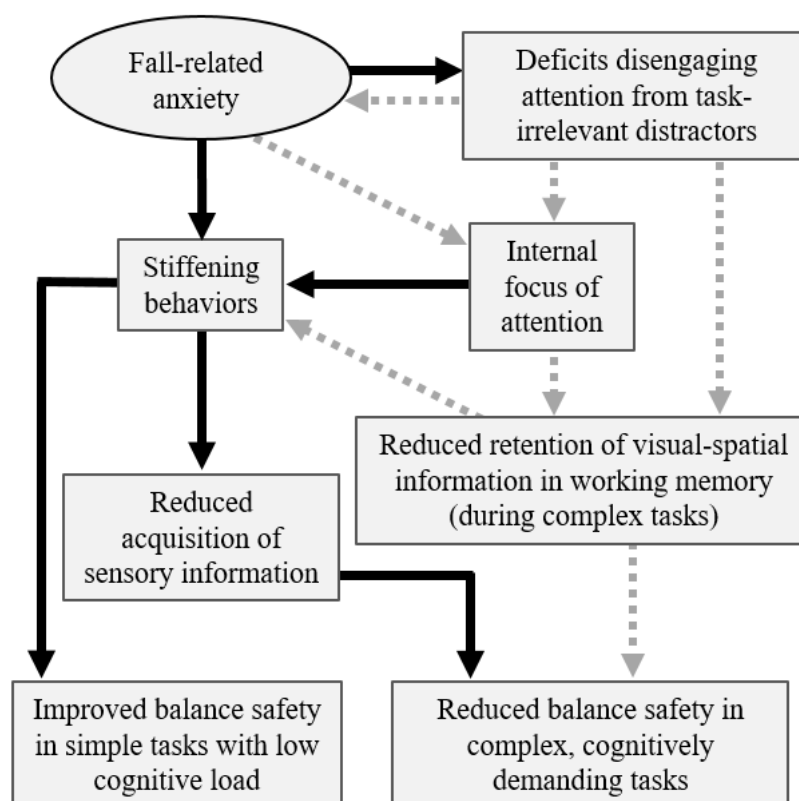 Fall-related
anxiety
Deficits disengaging
attention from task-
irrelevant distractors
Stiffening
behaviors
Internal
focus of
attention
Reduced retention of visual-spatial
information in working memory
(during complex tasks)
Reduced
acquisition of
sensory information
Improved balance safety
in simple tasks with low
cognitive load
Reduced balance safety in
complex, cognitively
demanding tasks